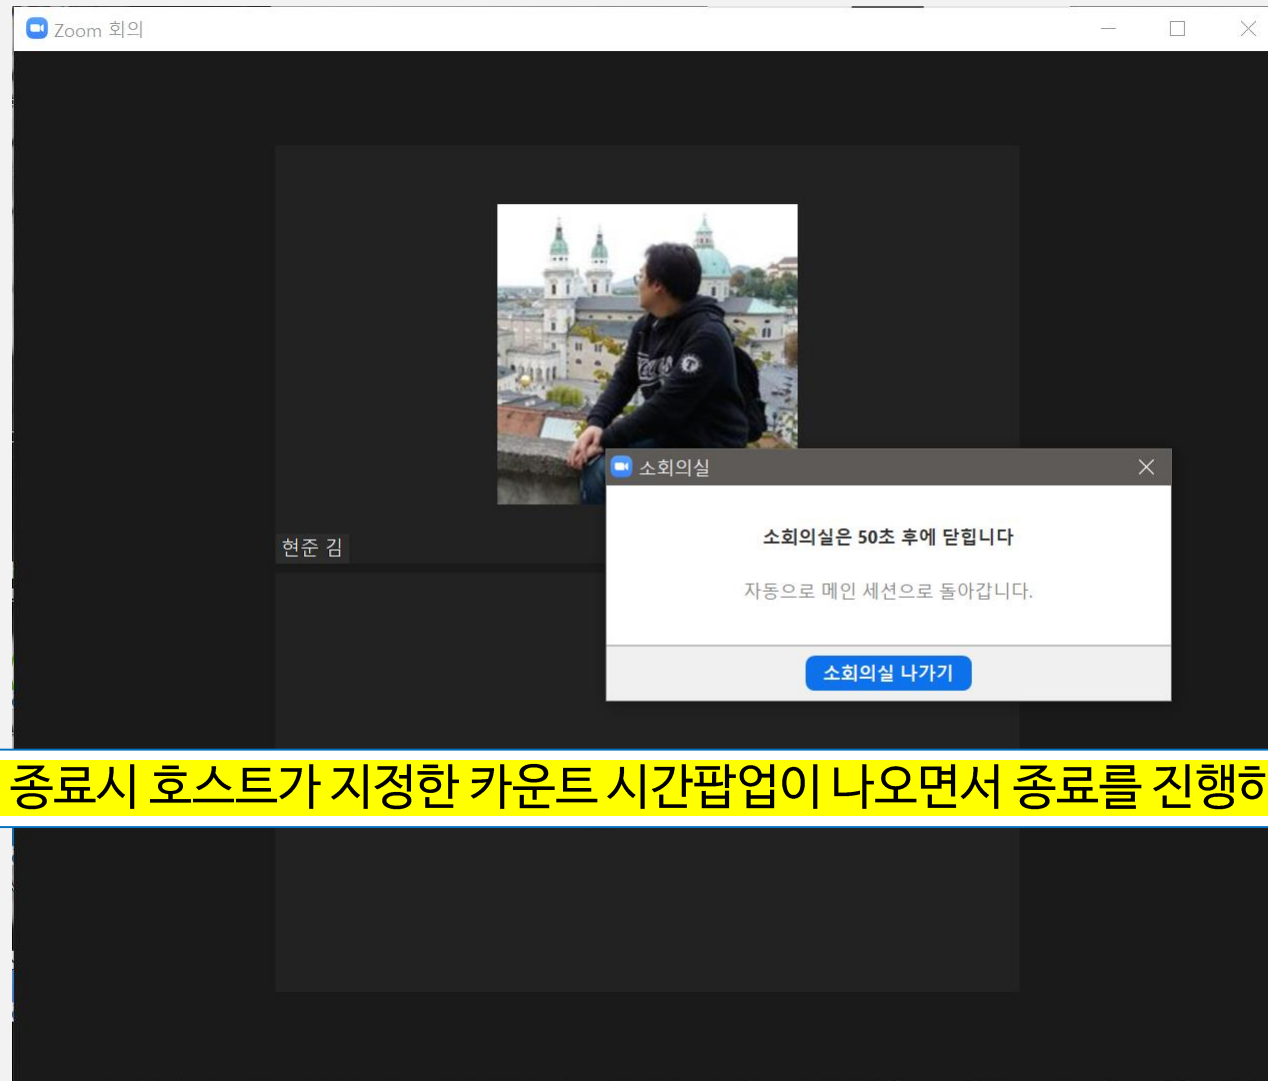 Zoom 회의
소회의실
소회의실은 50초 후에 닫힙니다
현준 김
자동으로 메인 세션으로 돌아갑니다.
소회의실 나가기
종료시 호스트가 지정한 카운트 시간팝업이 나오면서 종료를 진행